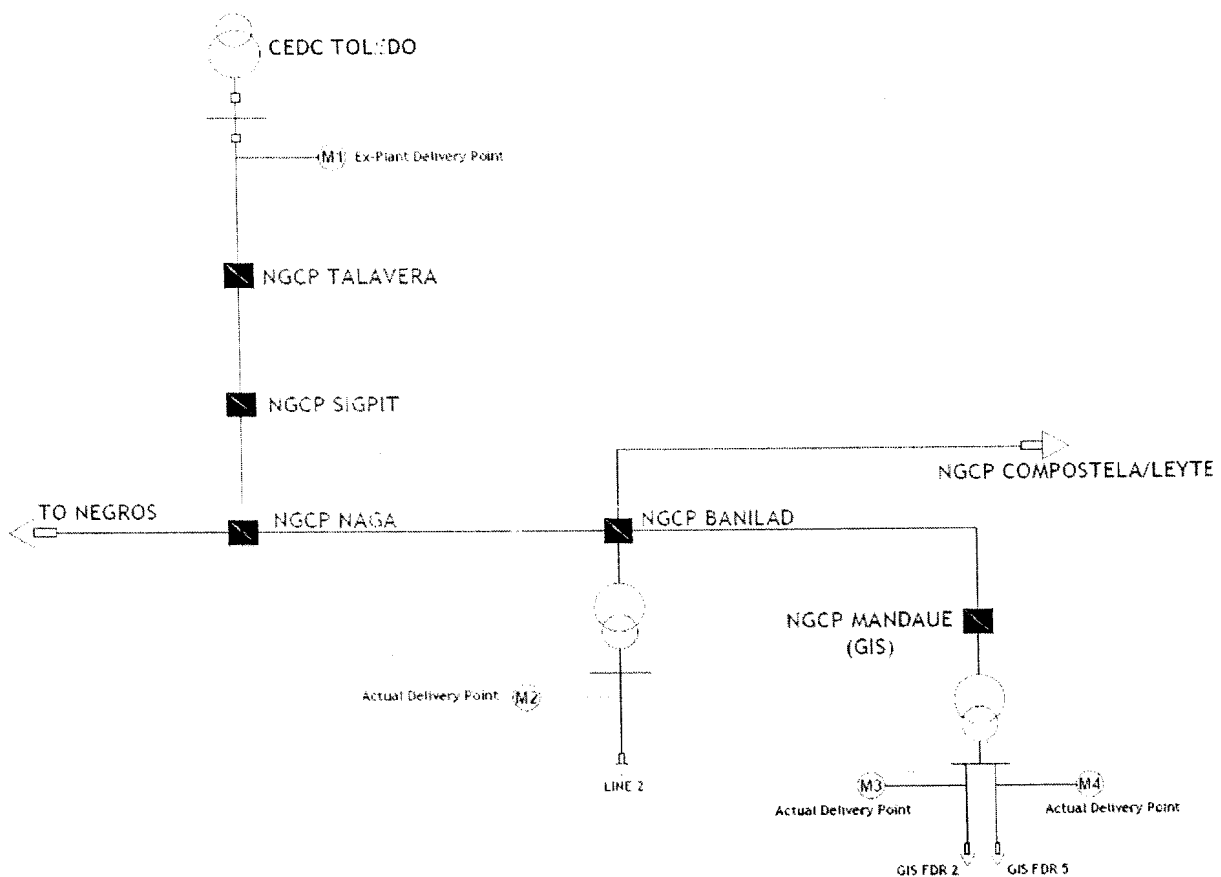 CEDC TOLEDO
M1 Ex-Plant Delivery Point
NGCP TALAVERA
NGCP SIGPIT
NGCP COMPOSTELA/LEYTE
TO NEGROS
NGCP NAGA
NGCP BANILAD
NGCP MANDAUE
(GIS)
Actual Delivery Point M2
LINE 2
M3
Actual Delivery Point
M4
Actual Delivery Point
GIS FDR 2
GIS FDR 5